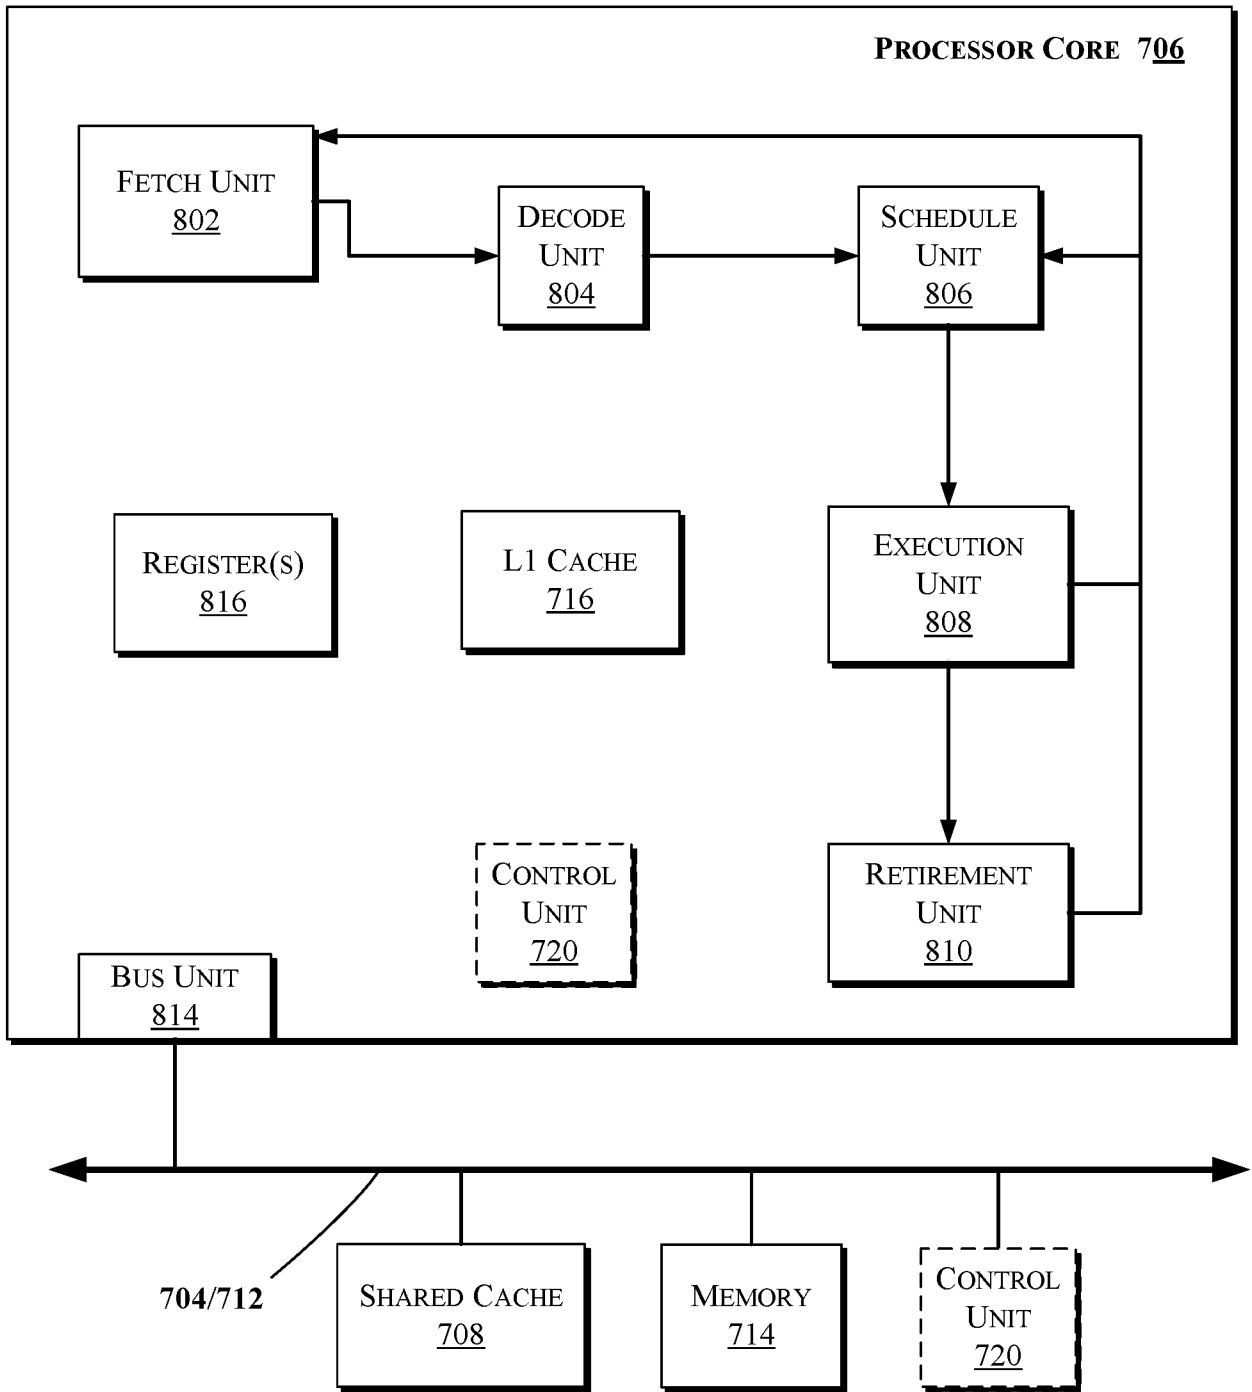 PROCESSOR CORE 706
FETCH UNIT
802
DECODE
UNIT
804
SCHEDULE
UNIT
806
REGISTER(S)
816
L1 CACHE
716
EXECUTION
UNIT
808
CONTROL
UNIT
720
RETIREMENT
UNIT
810
BUS UNIT
814
704/712
SHARED CACHE
708
MEMORY
714
CONTROL
UNIT
720